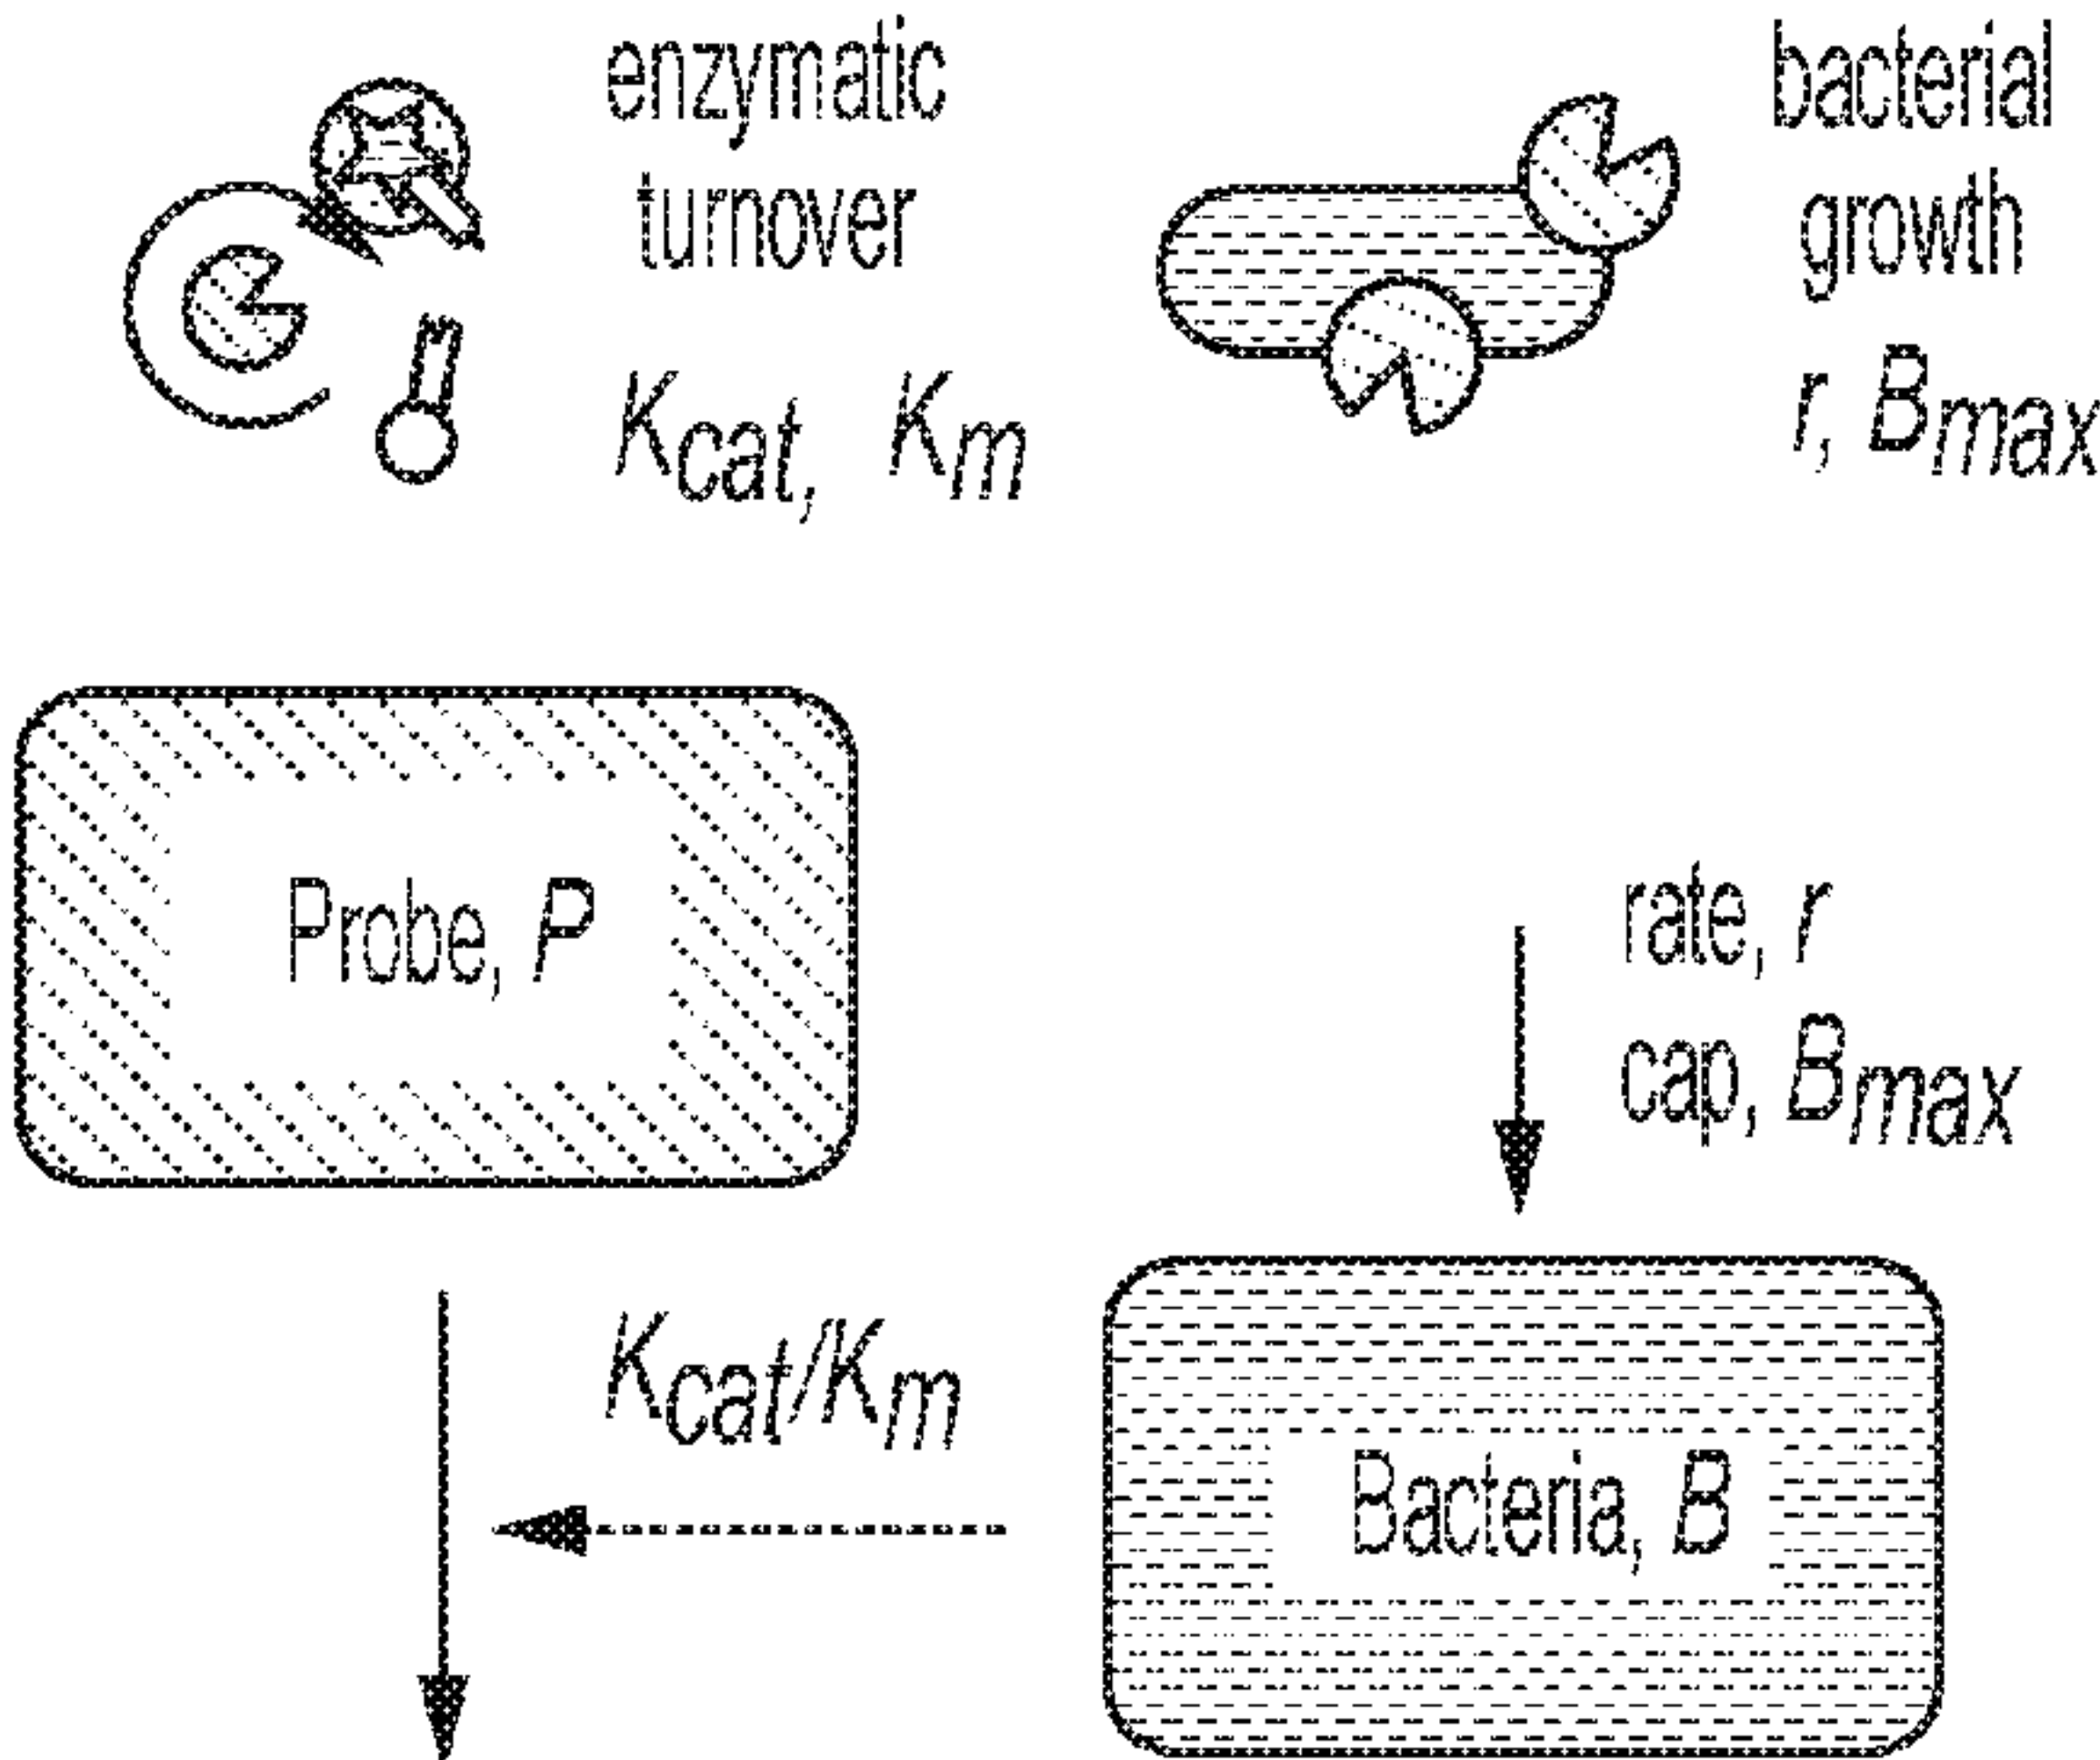 enzymatic
turnover
Kcat, Km
bacterial
growth
r, Bmax
Probe, P
rate, r
cap, Bmax
Kcat/Km
Bacteria, B